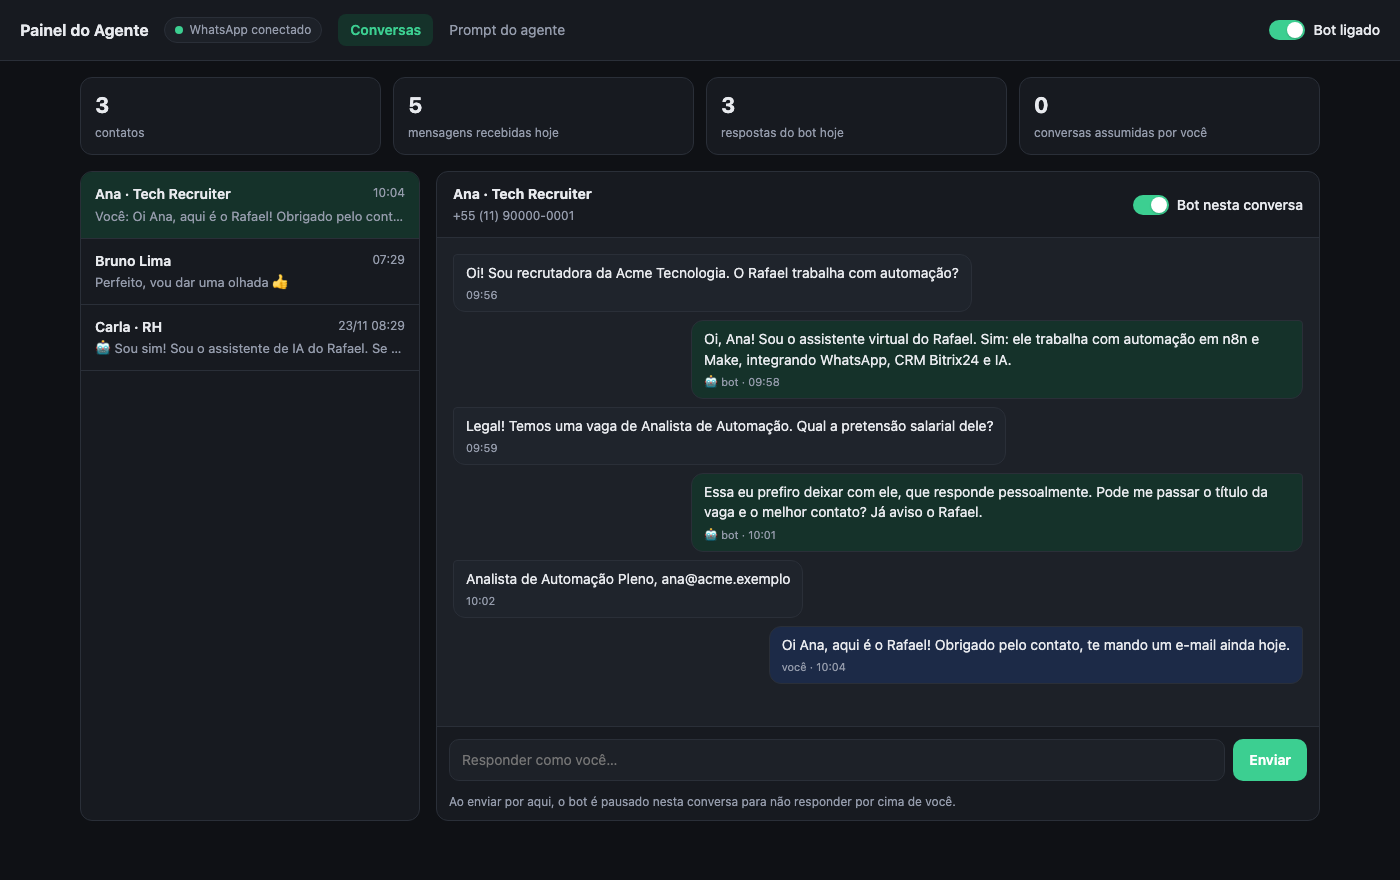 Painel do Agente
WhatsApp conectado
Conversas
Prompt do agente
Bot ligado
3
contatos
5
mensagens recebidas hoje
3
respostas do bot hoje
0
conversas assumidas por você
Ana · Tech Recruiter
10:04
Você: Oi Ana, aqui é o Rafael! Obrigado pelo cont...
Bruno Lima
07:29
Perfeito, vou dar uma olhada 👍
Carla · RH
23/11 08:29
🤖 Sou sim! Sou o assistente de IA do Rafael. Se ...
Ana · Tech Recruiter
+55 (11) 90000-0001
Bot nesta conversa
Oi! Sou recrutadora da Acme Tecnologia. O Rafael trabalha com automação?
09:56
Oi, Ana! Sou o assistente virtual do Rafael. Sim: ele trabalha com automação em n8n e
Make, integrando WhatsApp, CRM Bitrix24 e IA.
🤖 bot · 09:58
Legal! Temos uma vaga de Analista de Automação. Qual a pretensão salarial dele?
09:59
Essa eu prefiro deixar com ele, que responde pessoalmente. Pode me passar o título da
vaga e o melhor contato? Já aviso o Rafael.
🤖 bot · 10:01
Analista de Automação Pleno, ana@acme.exemplo
10:02
Oi Ana, aqui é o Rafael! Obrigado pelo contato, te mando um e-mail ainda hoje.
você · 10:04
Responder como você...
Enviar
Ao enviar por aqui, o bot é pausado nesta conversa para não responder por cima de você.